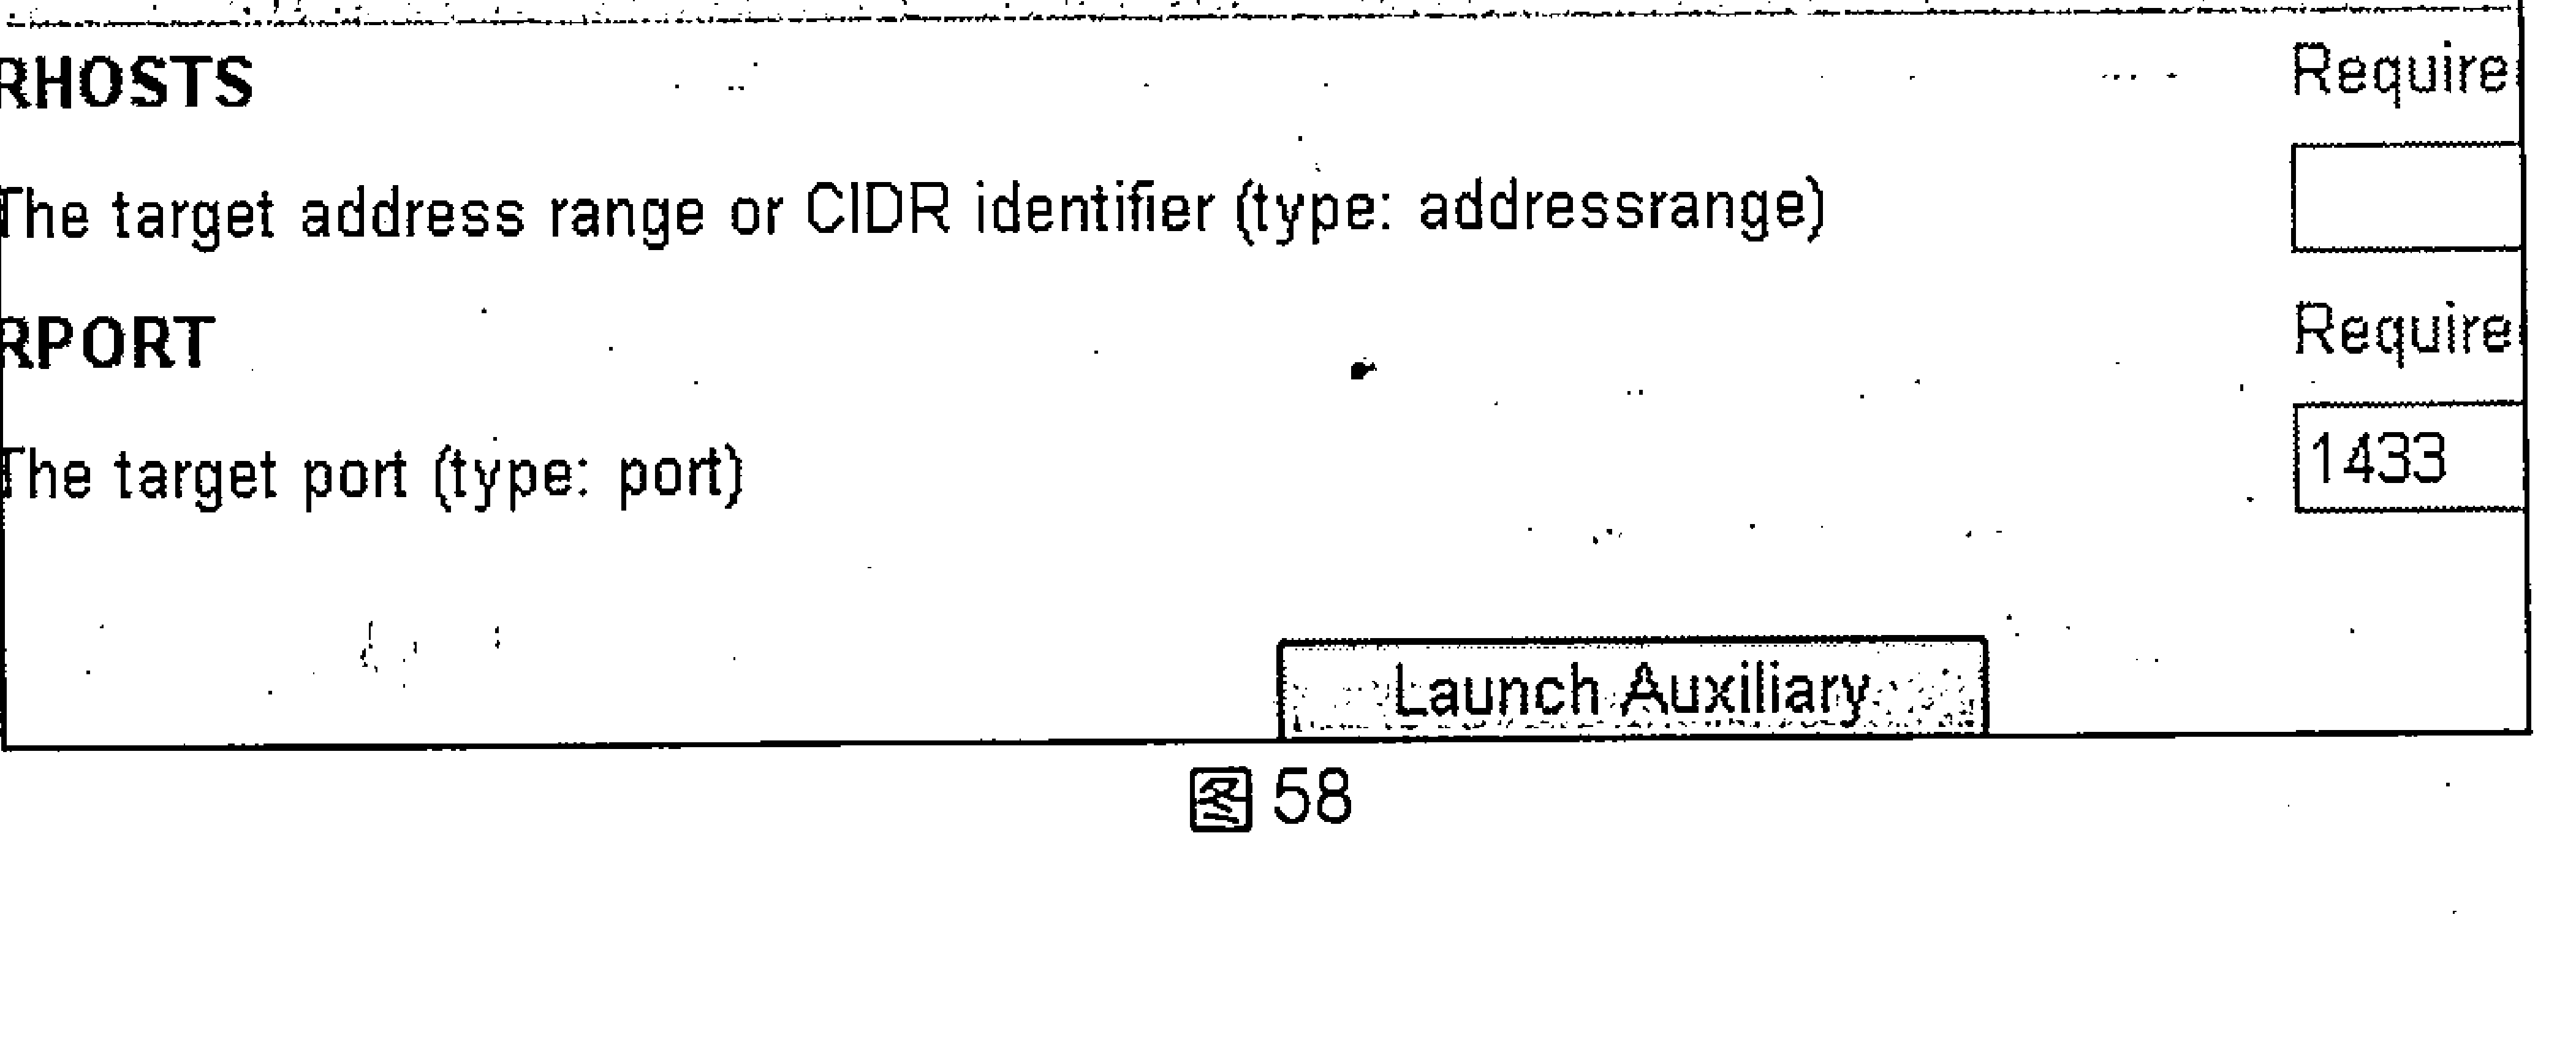 RHOSTS Require
The target address range or CIDR identifier (type: addressrange)
RPORT Require
The target port (type: port) 1433
Launch Auxiliary
图 58